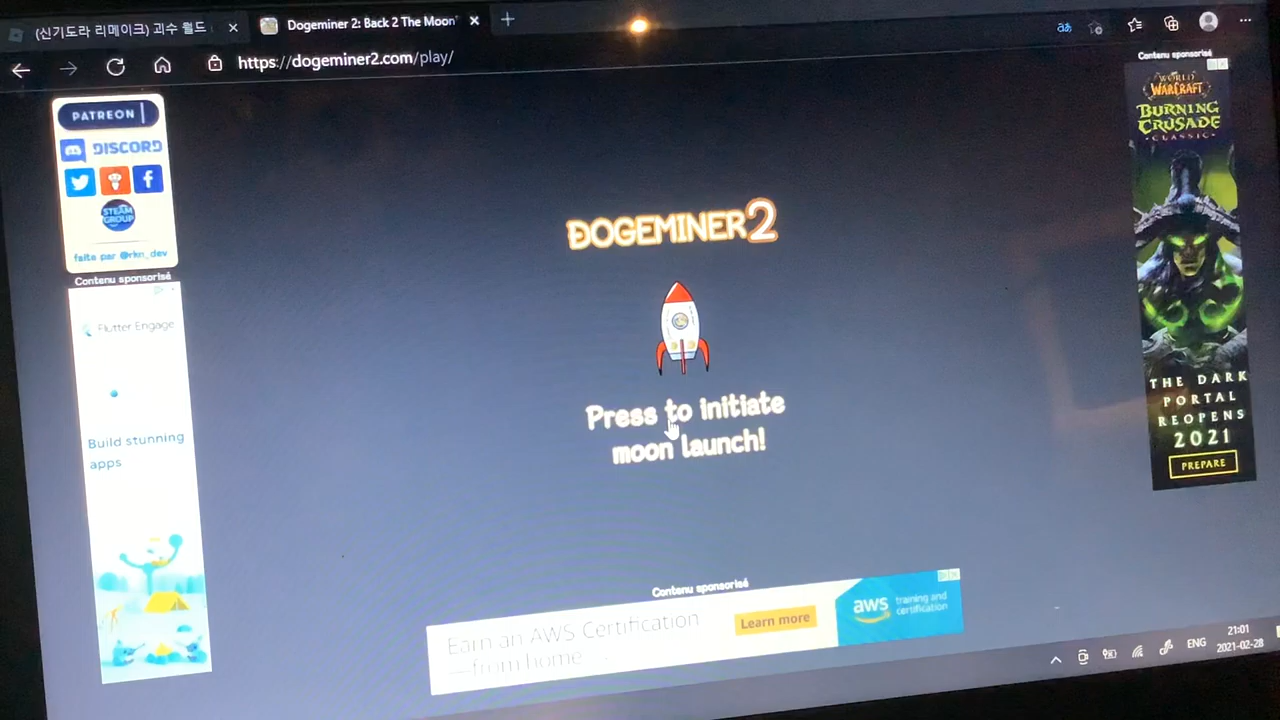 (신기도라 리메이크) 괴수 월드
Dogeminer 2: Back 2 The Moon
https://dogeminer2.com/play/
PATREON
DISCORD
STEAM
GROUP
faite par @rkn_dev
Contenu sponsorisé
Flutter Engage
Build stunning
apps
ÐOGEMINER2
Press to initiate
moon launch!
Contenu sponsorisé
Earn an AWS Certification
—from home
Learn more
aws
training and
certification
Contenu sponsorisé
WORLD
WARCRAFT
BURNING
CRUSADE
CLASSIC
THE DARK
PORTAL
REOPENS
2021
PREPARE
ENG
21:01
2021-02-28